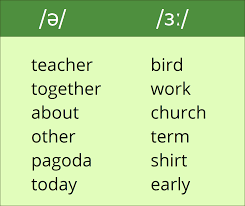 /ə/ /ɜː/
teacher bird
together work
about church
other term
pagoda shirt
today early